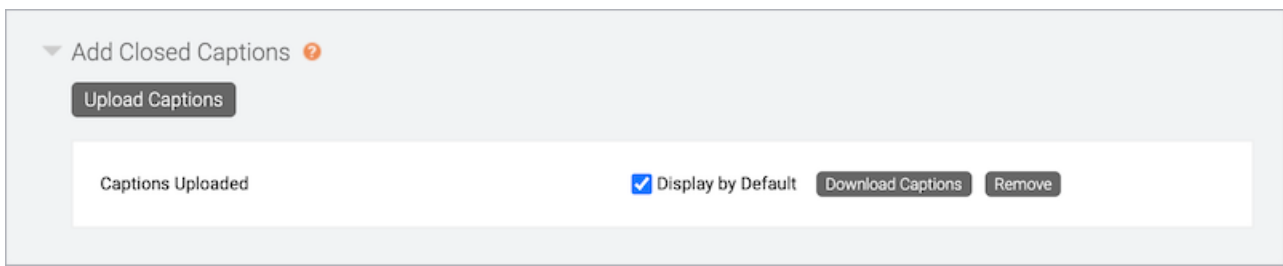 Add Closed Captions ?
Upload Captions
Captions Uploaded Display by Default Download Captions Remove